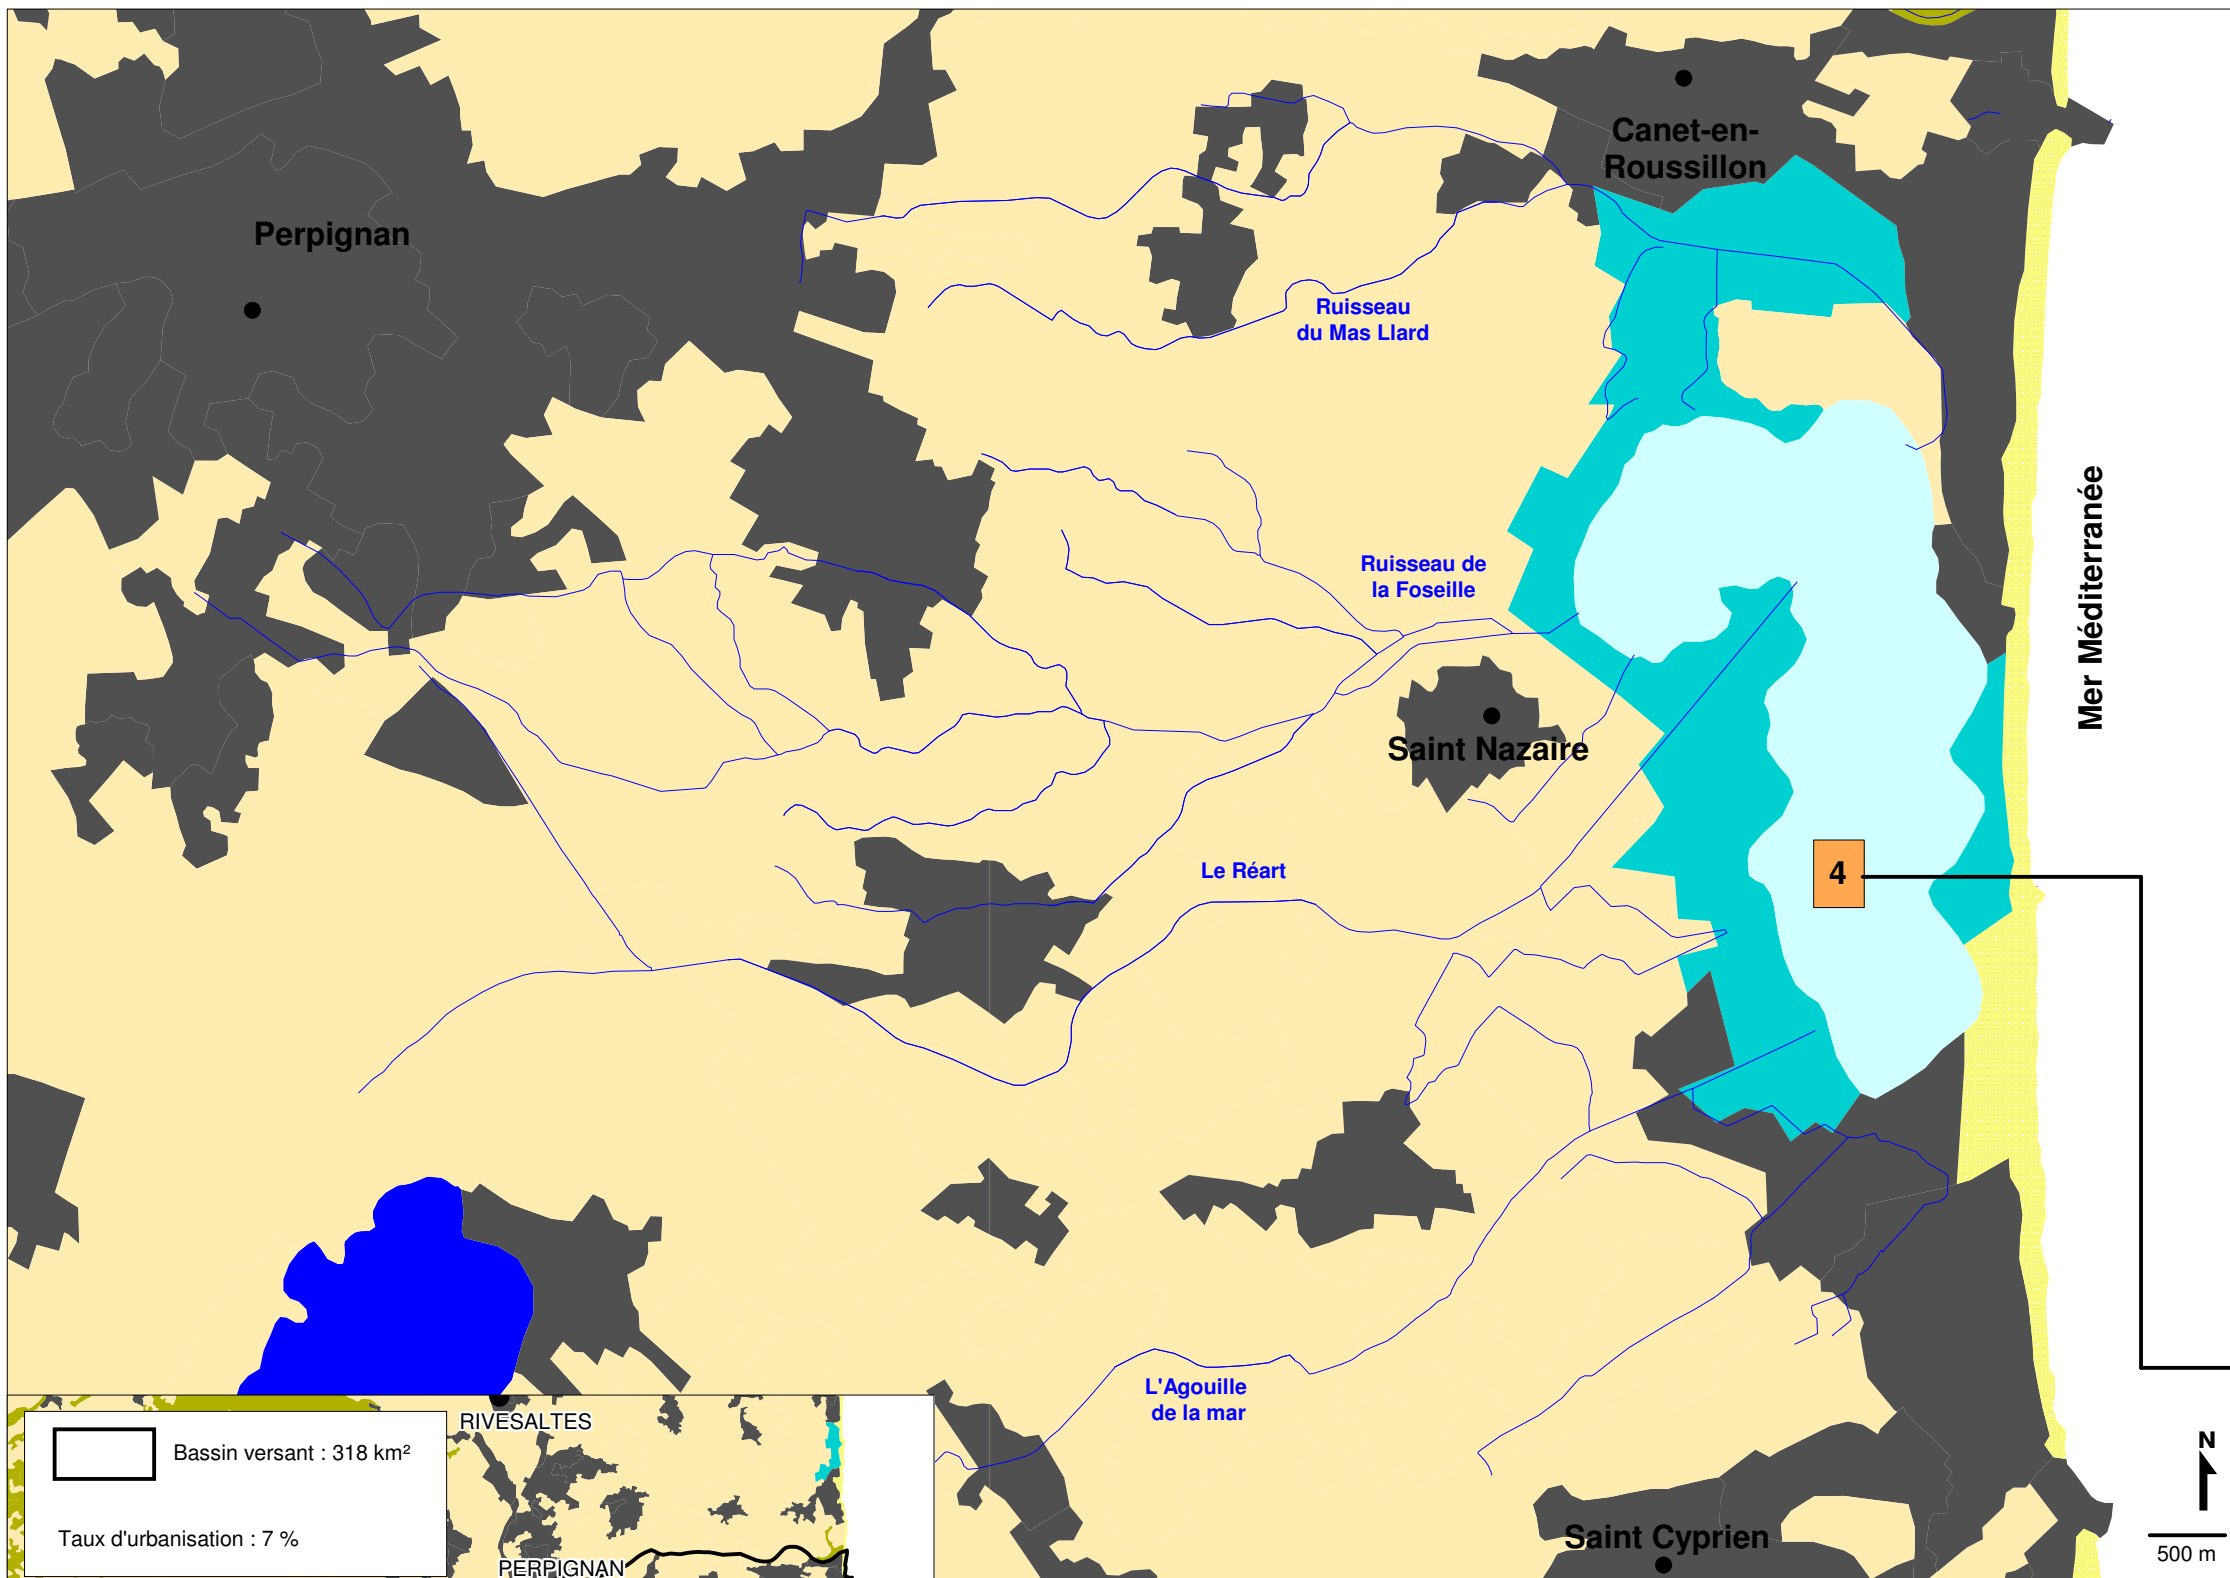 Canet-en-
Roussillon
Perpignan
Ruisseau
du Mas Llard
Mer Méditerranée
Ruisseau de
la Foseille
Saint Nazaire
Le Réart
4
L'Agouille
de la mar
RIVESALTES
Bassin versant : 318 km²
Taux d'urbanisation : 7 %
PERPIGNAN
Saint Cyprien
N
500 m